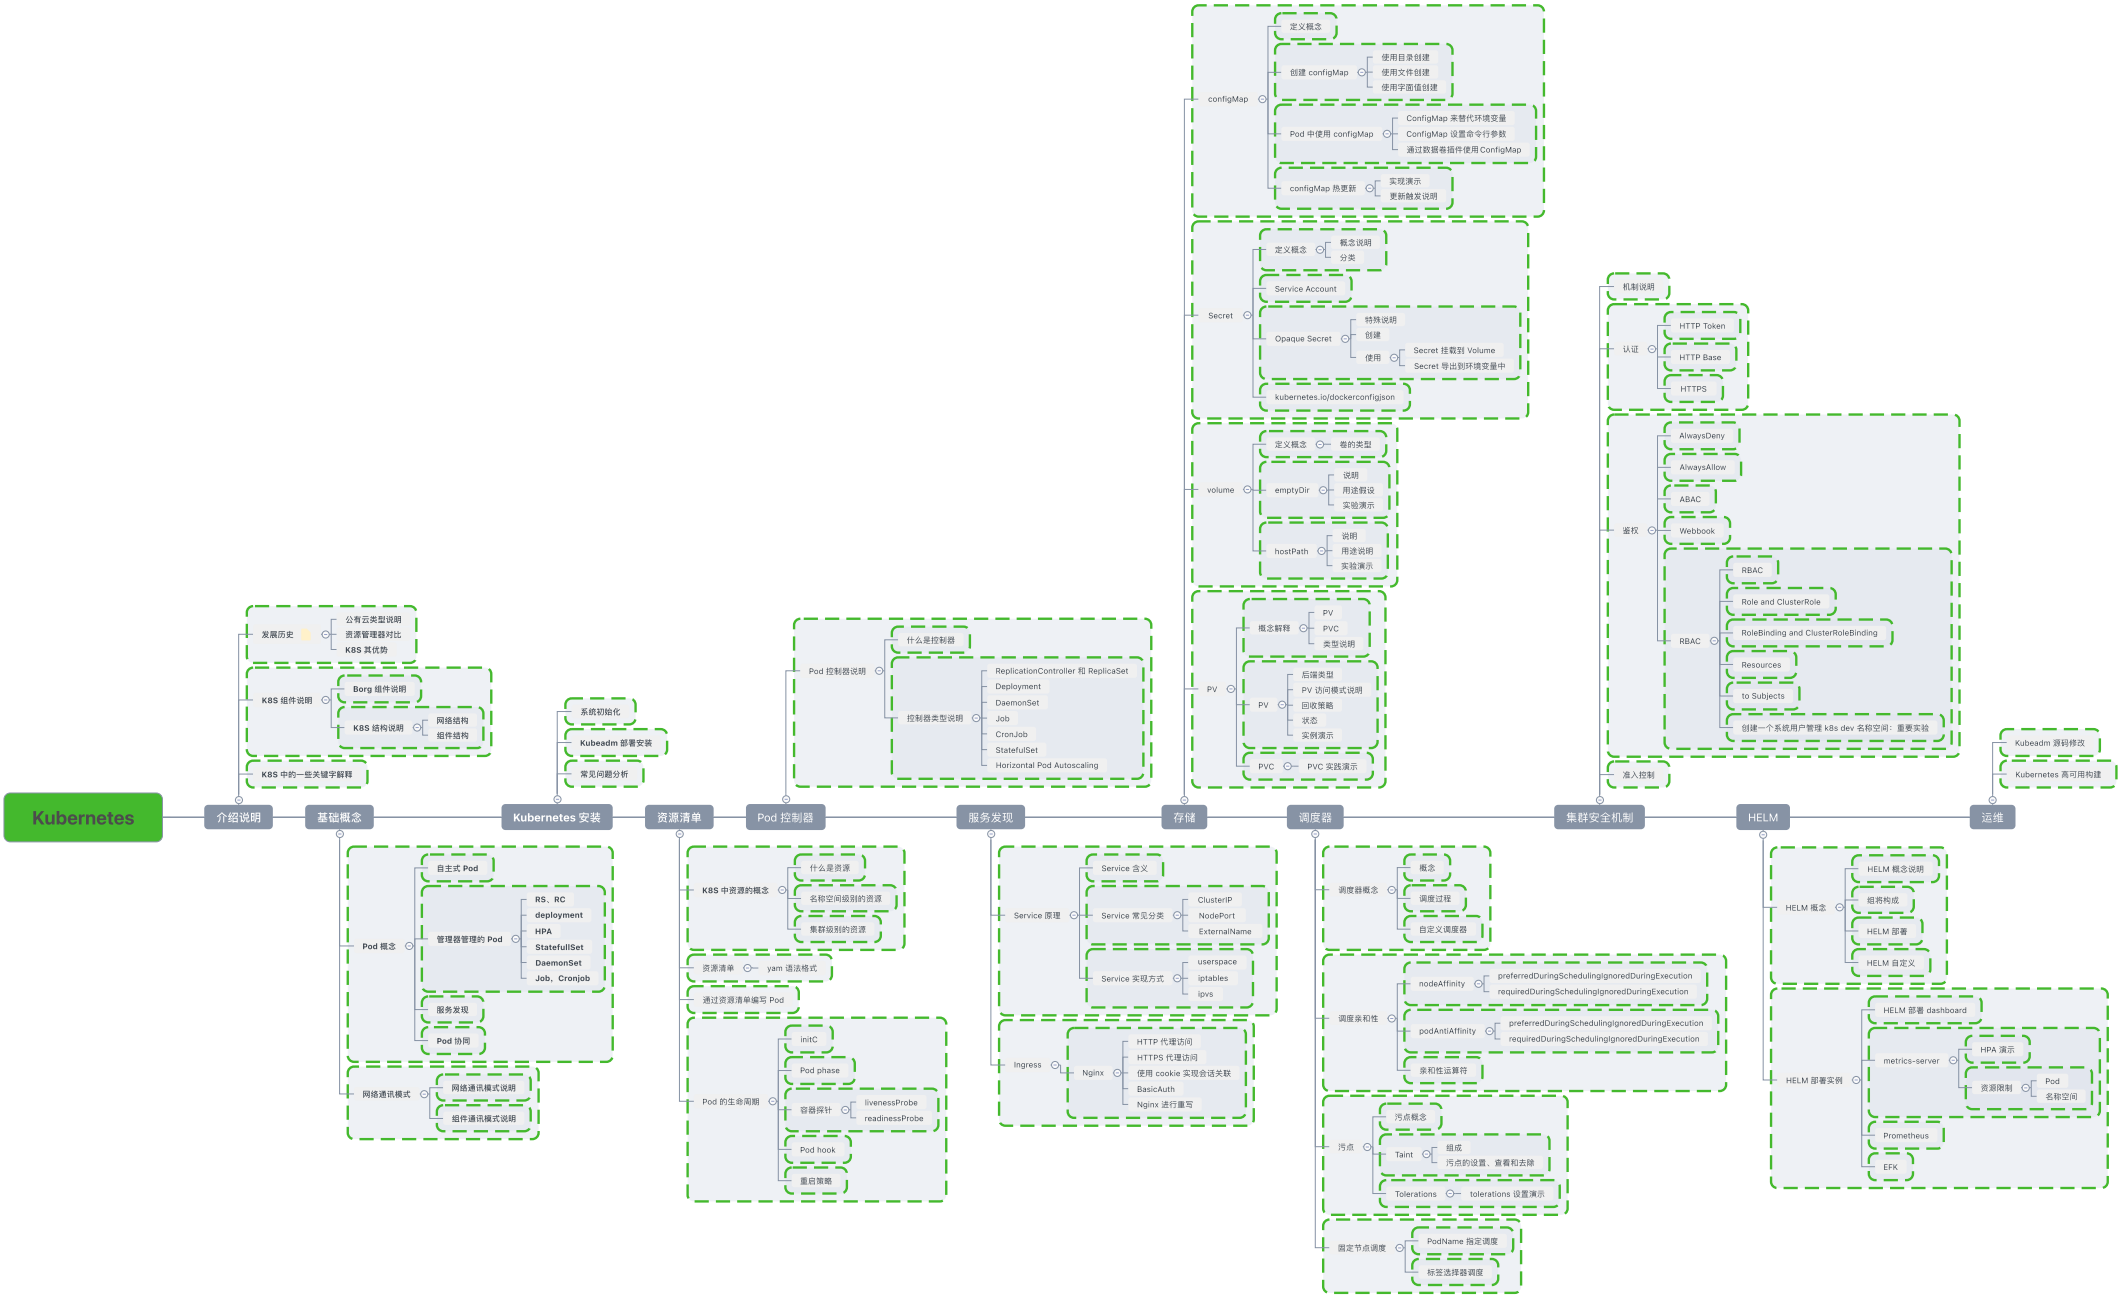 Kubernetes
介绍说明
发展历史
公有云类型说明
资源管理器对比
K8S 其优势
K8S 组件说明
Borg 组件说明
K8S 结构说明
网络结构
组件结构
K8S 中的一些关键字解释
基础概念
Pod 概念
自主式 Pod
管理器管理的 Pod
RS、RC
deployment
HPA
StatefullSet
DaemonSet
Job，Cronjob
服务发现
Pod 协同
网络通讯模式
网络通讯模式说明
组件通讯模式说明
Kubernetes 安装
系统初始化
Kubeadm 部署安装
常见问题分析
资源清单
K8S 中资源的概念
什么是资源
名称空间级别的资源
集群级别的资源
资源清单
yam 语法格式
通过资源清单编写 Pod
Pod 的生命周期
initC
Pod phase
容器探针
livenessProbe
readinessProbe
Pod hook
重启策略
Pod 控制器
Pod 控制器说明
什么是控制器
控制器类型说明
ReplicationController 和 ReplicaSet
Deployment
DaemonSet
Job
CronJob
StatefulSet
Horizontal Pod Autoscaling
服务发现
Service 原理
Service 含义
Service 常见分类
ClusterIP
NodePort
ExternalName
Service 实现方式
userspace
iptables
ipvs
Ingress
Nginx
HTTP 代理访问
HTTPS 代理访问
使用 cookie 实现会话关联
BasicAuth
Nginx 进行重写
存储
configMap
定义概念
创建 configMap
使用目录创建
使用文件创建
使用字面值创建
Pod 中使用 configMap
ConfigMap 来替代环境变量
ConfigMap 设置命令行参数
通过数据卷插件使用 ConfigMap
configMap 热更新
实现演示
更新触发说明
Secret
定义概念
概念说明
分类
Service Account
Opaque Secret
特殊说明
创建
使用
Secret 挂载到 Volume
Secret 导出到环境变量中
kubernetes.io/dockerconfigjson
volume
定义概念
卷的类型
emptyDir
说明
用途假设
实验演示
hostPath
说明
用途说明
实验演示
PV
概念解释
PV
PVC
类型说明
PV
后端类型
PV 访问模式说明
回收策略
状态
实例演示
PVC
PVC 实践演示
调度器
调度器概念
概念
调度过程
自定义调度器
调度亲和性
nodeAffinity
preferredDuringSchedulingIgnoredDuringExecution
requiredDuringSchedulingIgnoredDuringExecution
podAntiAffinity
preferredDuringSchedulingIgnoredDuringExecution
requiredDuringSchedulingIgnoredDuringExecution
亲和性运算符
污点
污点概念
Taint
组成
污点的设置、查看和去除
Tolerations
tolerations 设置演示
固定节点调度
PodName 指定调度
标签选择器调度
集群安全机制
机制说明
认证
HTTP Token
HTTP Base
HTTPS
鉴权
AlwaysDeny
AlwaysAllow
ABAC
Webbook
RBAC
RBAC
Role and ClusterRole
RoleBinding and ClusterRoleBinding
Resources
to Subjects
创建一个系统用户管理 k8s dev 名称空间：重要实验
准入控制
HELM
HELM 概念
HELM 概念说明
组将构成
HELM 部署
HELM 自定义
HELM 部署实例
HELM 部署 dashboard
metrics-server
HPA 演示
资源限制
Pod
名称空间
Prometheus
EFK
运维
Kubeadm 源码修改
Kubernetes 高可用构建